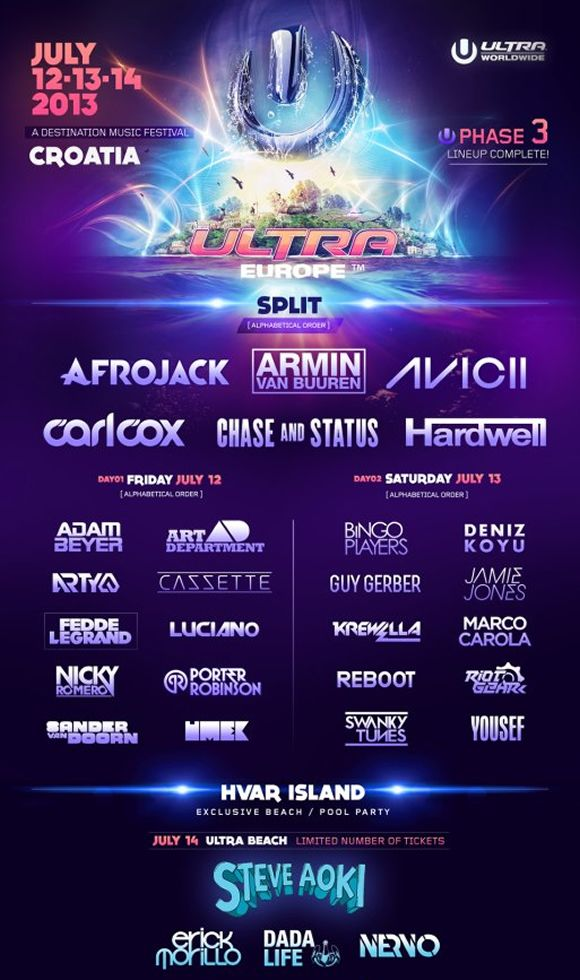 JULY
12·13·14
2013
A DESTINATION MUSIC FESTIVAL
CROATIA
ULTRA
WORLDWIDE
PHASE 3
LINEUP COMPLETE!
ULTRA
EUROPE™
SPLIT
[ALPHABETICAL ORDER]
AFROJACK
ARMIN
VAN BUUREN
AVICII
carl cox
CHASE AND STATUS
Hardwell
DAY01 FRIDAY JULY 12
[ALPHABETICAL ORDER]
ADAM
BEYER
ART
DEPARTMENT
ARTY
CAZZETTE
FEDDE
LEGRAND
LUCIANO
NICKY
ROMERO
PORTER
ROBINSON
SANDER
VAN DOORN
UMEK
DAY02 SATURDAY JULY 13
[ALPHABETICAL ORDER]
BINGO
PLAYERS
DENIZ
KOYU
GUY GERBER
JAMIE
JONES
KREWELLA
MARCO
CAROLA
REBOOT
RIOT
GEAR
SWANKY
TUNES
YOUSEF
HVAR ISLAND
EXCLUSIVE BEACH / POOL PARTY
JULY 14 ULTRA BEACH LIMITED NUMBER OF TICKETS
STEVE AOKI
erick
morillo
DADA
LIFE
NERVO